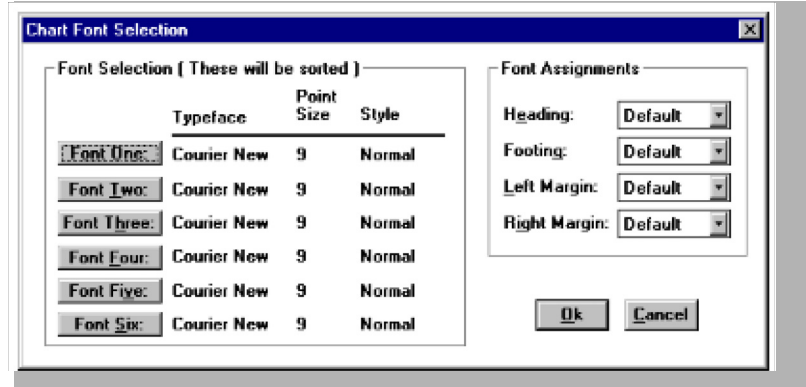 Chart Font Selection
Font Selection ( These will be sorted )
Typeface Point Size Style
Font One: Courier New 9 Normal
Font Two: Courier New 9 Normal
Font Three: Courier New 9 Normal
Font Four: Courier New 9 Normal
Font Five: Courier New 9 Normal
Font Six: Courier New 9 Normal
Font Assignments
Heading: Default
Footing: Default
Left Margin: Default
Right Margin: Default
Ok Cancel